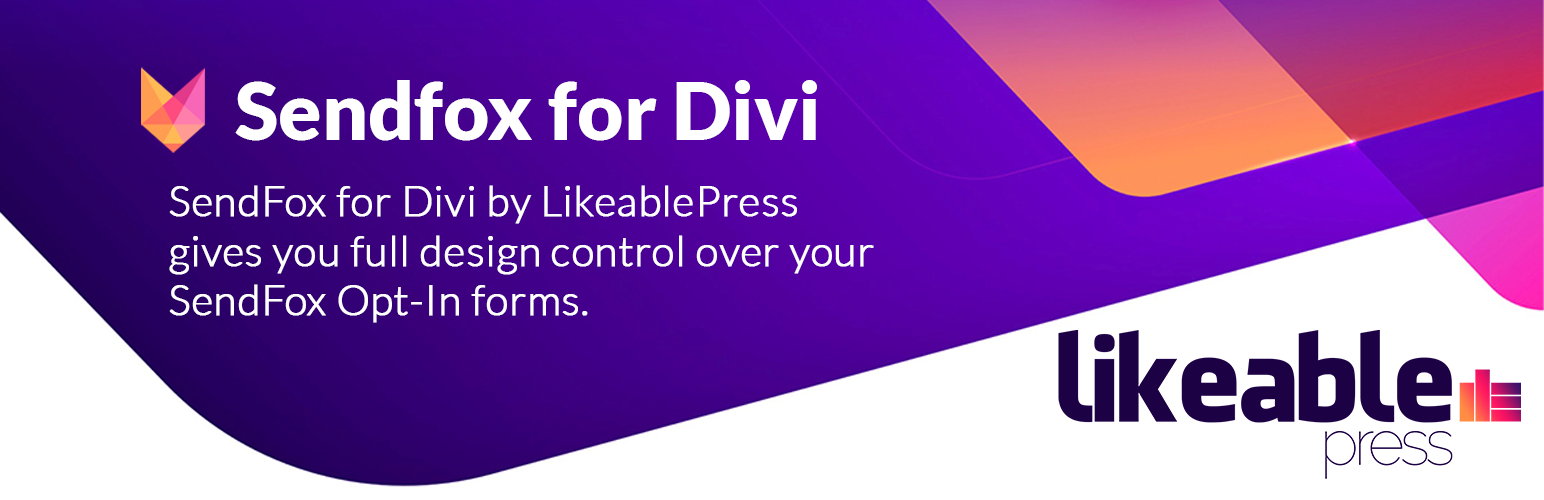 Sendfox for Divi
SendFox for Divi by LikeablePress
gives you full design control over your
SendFox Opt-In forms.
likeable
press